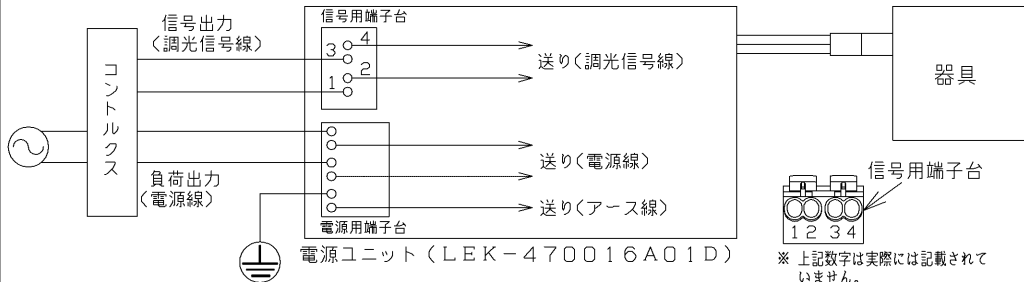 信号出力
(調光信号線)
コントルクス
負荷出力
(電源線)
信号用端子台
4
3
2
1
送り(調光信号線)
送り(電源線)
送り(アース線)
電源用端子台
電源ユニット(LEK-470016A01D)
器具
信号用端子台
1 2 3 4
※ 上記数字は実際には記載されて
いません。